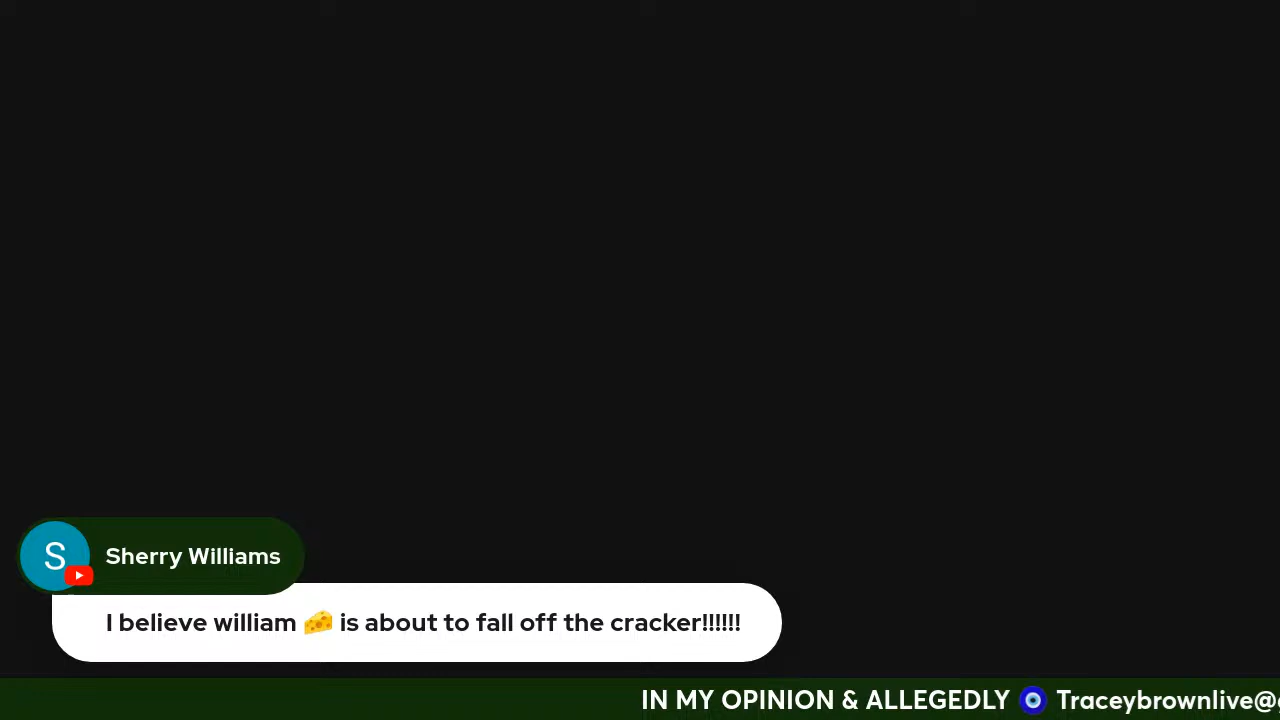 S
Sherry Williams
I believe william 🧀 is about to fall off the cracker!!!!!!
IN MY OPINION & ALLEGEDLY 🧿 Traceybrownlive@